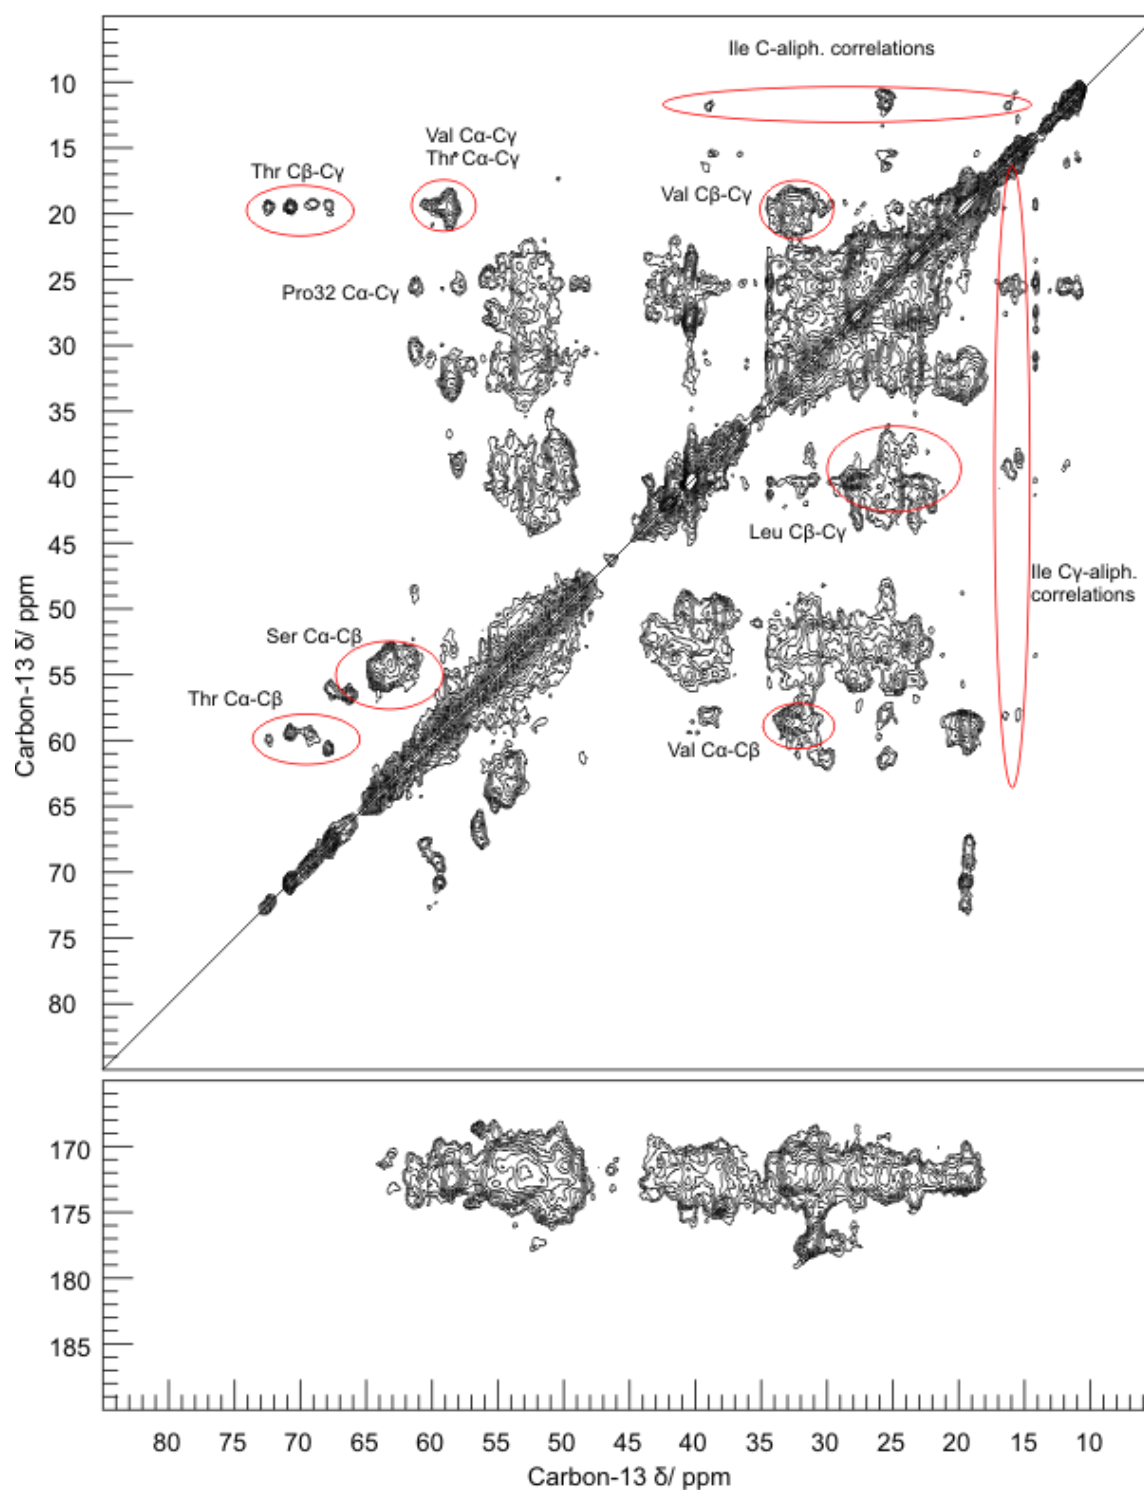 Ile C-aliph. correlations
10
Val Cα-Cγ
Thr Cα-Cγ
15
Thr Cβ-Cγ
Val Cβ-Cγ
20
25
Pro32 Cα-Cγ
30
35
40
Leu Cβ-Cγ
45
Ile Cγ-aliph.
correlations
50
Ser Cα-Cβ
55
Thr Cα-Cβ
60
Val Cα-Cβ
65
70
75
80
Carbon-13 δ/ ppm
170
175
180
185
80 75 70 65 60 55 50 45 40 35 30 25 20 15 10
Carbon-13 δ/ ppm